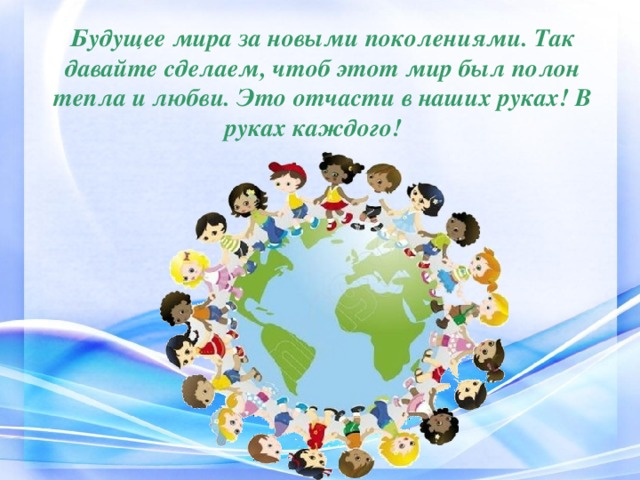 Будущее мира за новыми поколениями. Так
давайте сделаем, чтоб этот мир был полон
тепла и любви. Это отчасти в наших руках! В
руках каждого!